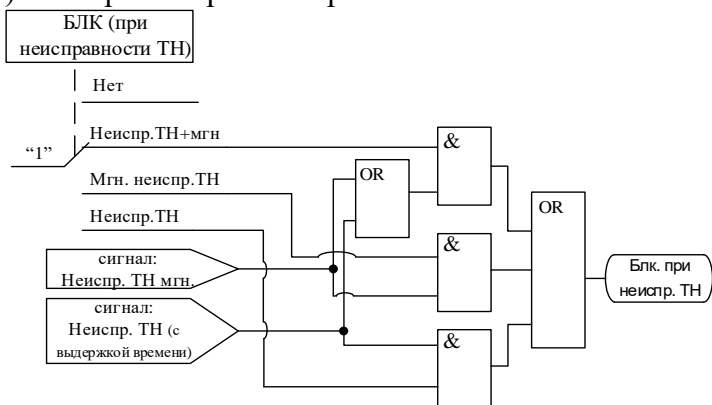 БЛК (при
неисправности ТН)
Нет
Неиспр.ТН+мгн
“1”
Мгн. неиспр.ТН
Неиспр.ТН
сигнал:
Неиспр. ТН мгн.
сигнал:
Неиспр. ТН (с
выдержкой времени)
&
OR
&
&
OR
Блк. при
неиспр. ТН